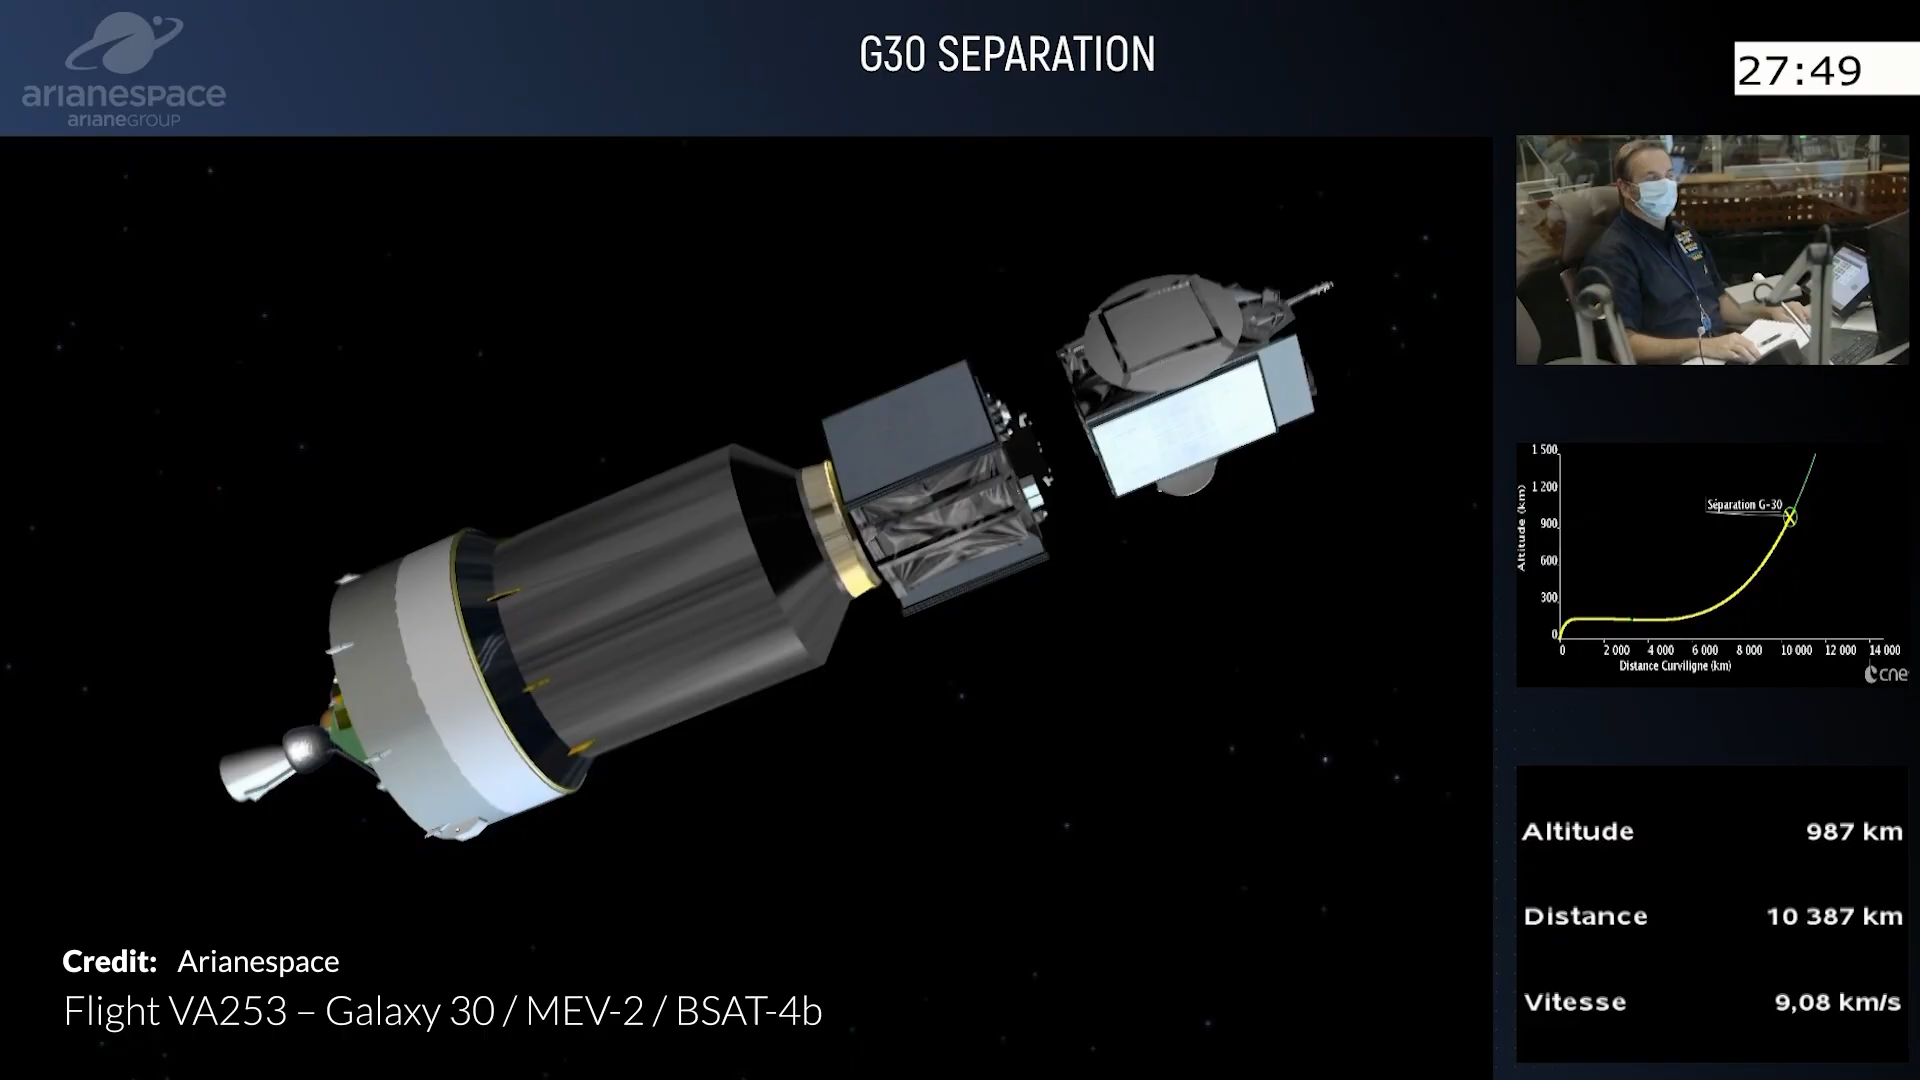 arianespace
arianeGROUP
G30 SEPARATION
27:49
1 500
1 200
900
600
300
0
Altitude (km)
Séparation G-30
0 2 000 4 000 6 000 8 000 10 000 12 000 14 000
Distance Curviligne (km)
cne
Altitude 987 km
Distance 10 387 km
Vitesse 9,08 km/s
Credit: Arianespace
Flight VA253 – Galaxy 30 / MEV-2 / BSAT-4b